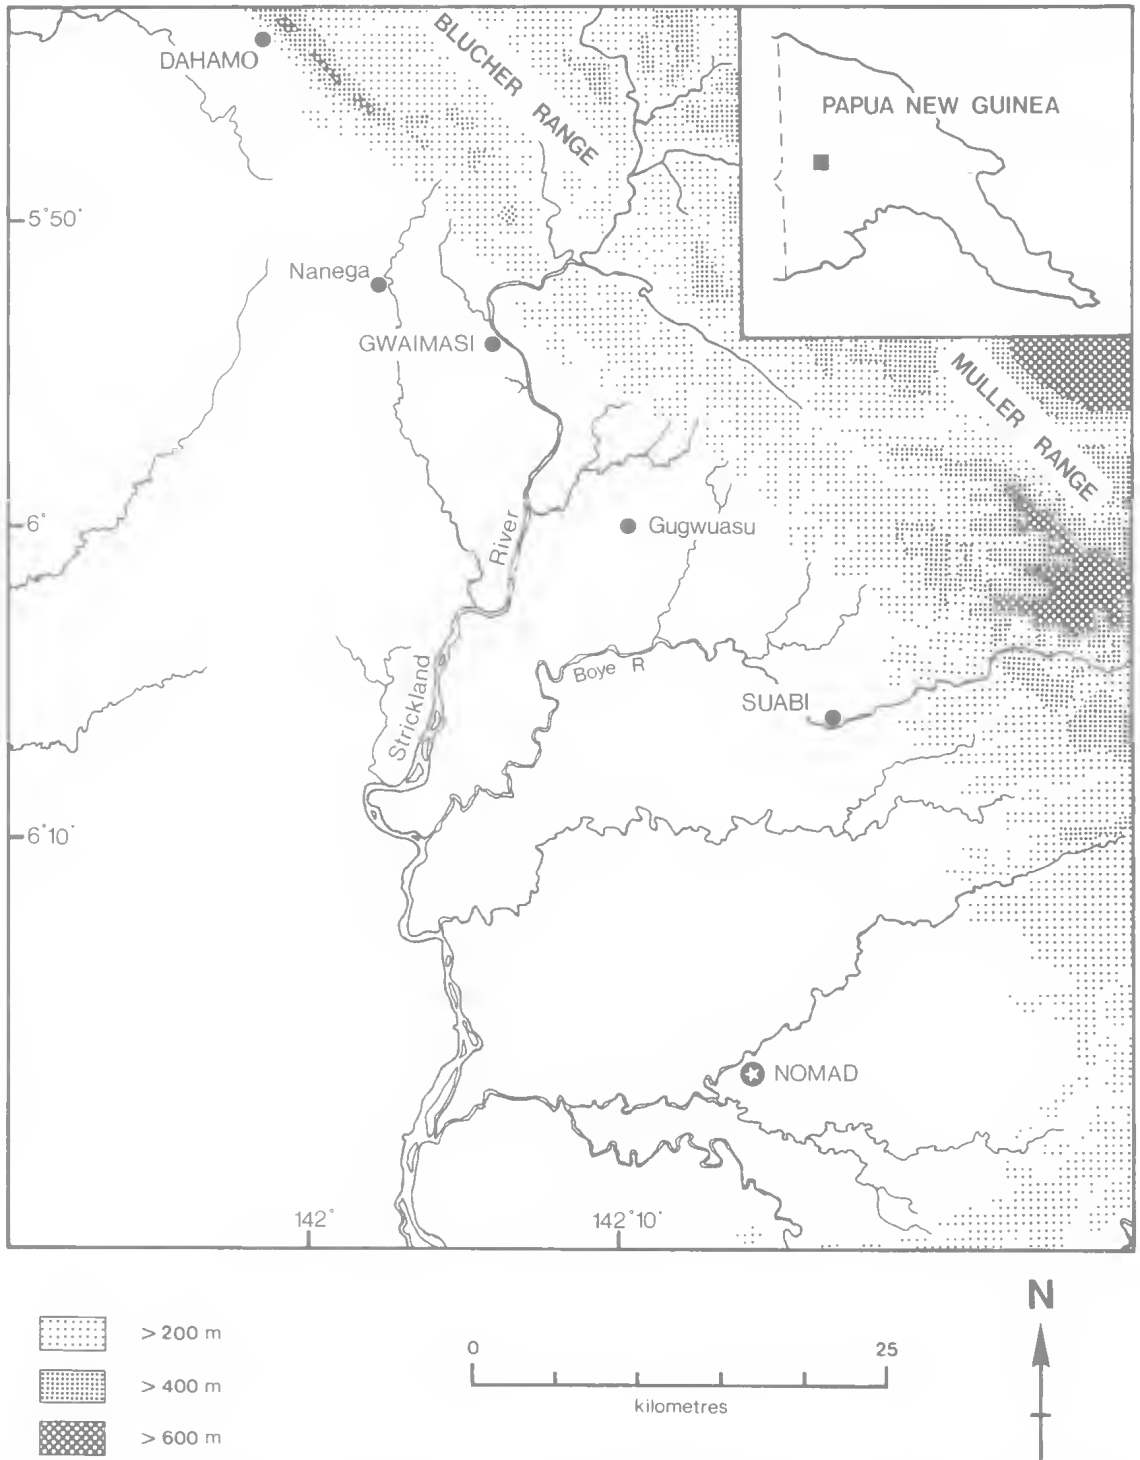 BLUCHER RANGE
DAHAMO
PAPUA NEW GUINEA
5°50'
Nanega
GWAIMASI
MULLER RANGE
6°
River
Gugwuasu
Boye R
Strickland
SUABI
6°10'
NOMAD
142°
142°10'
N
> 200 m
> 400 m
> 600 m
0
25
kilometres